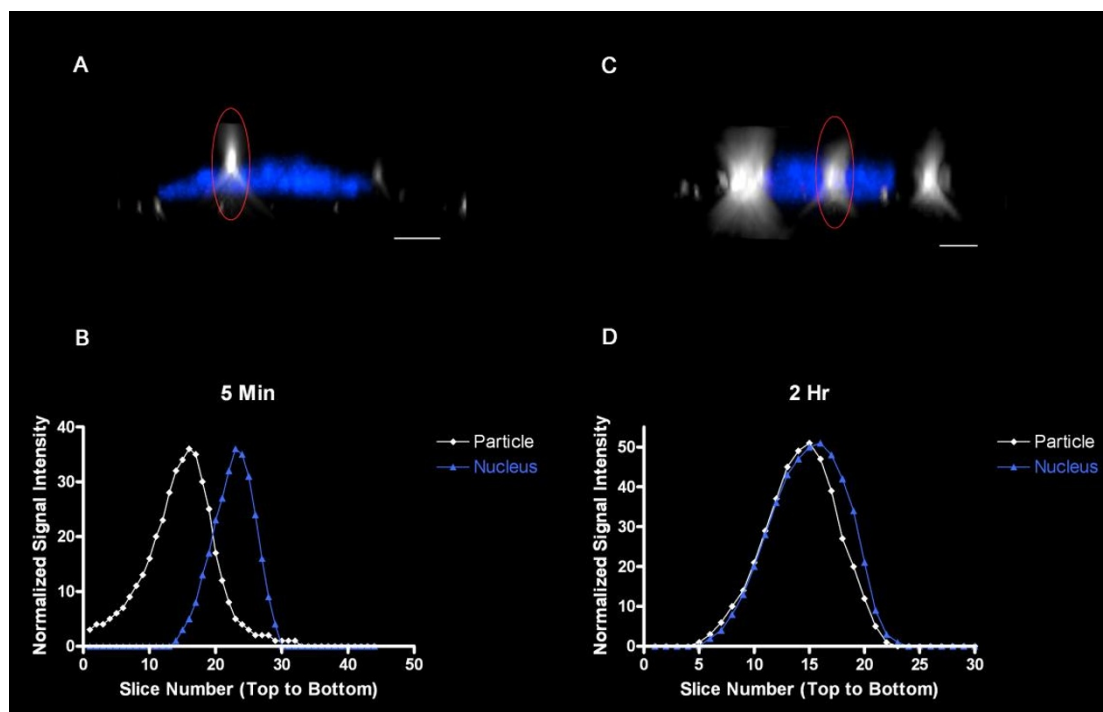 A
C
B
5 Min
Normalized Signal Intensity
40
30
20
10
0
0 10 20 30 40 50
Slice Number (Top to Bottom)
Particle
Nucleus
D
2 Hr
Normalized Signal Intensity
50
40
30
20
10
0
0 5 10 15 22 25 30
Slice Number (Top to Bottom)
Particle
Nucleus